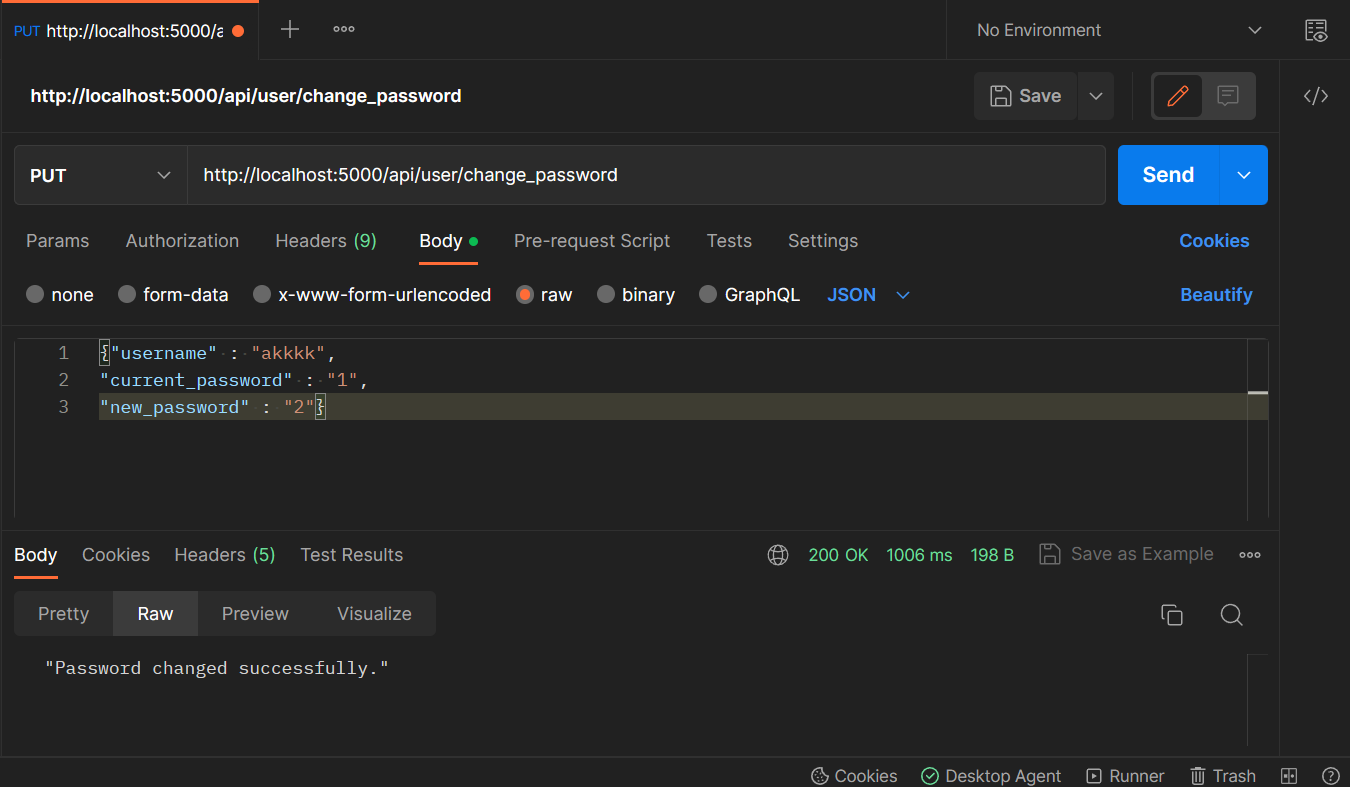 PUT http://localhost:5000/a
No Environment
http://localhost:5000/api/user/change_password
Save
PUT
http://localhost:5000/api/user/change_password
Send
Params Authorization Headers (9) Body Pre-request Script Tests Settings Cookies
none form-data x-www-form-urlencoded raw binary GraphQL JSON Beautify
1 {"username" : "akkkk",
2 "current_password" : "1",
3 "new_password" : "2"}
Body Cookies Headers (5) Test Results 200 OK 1006 ms 198 B Save as Example
Pretty Raw Preview Visualize
"Password changed successfully."
Cookies Desktop Agent Runner Trash